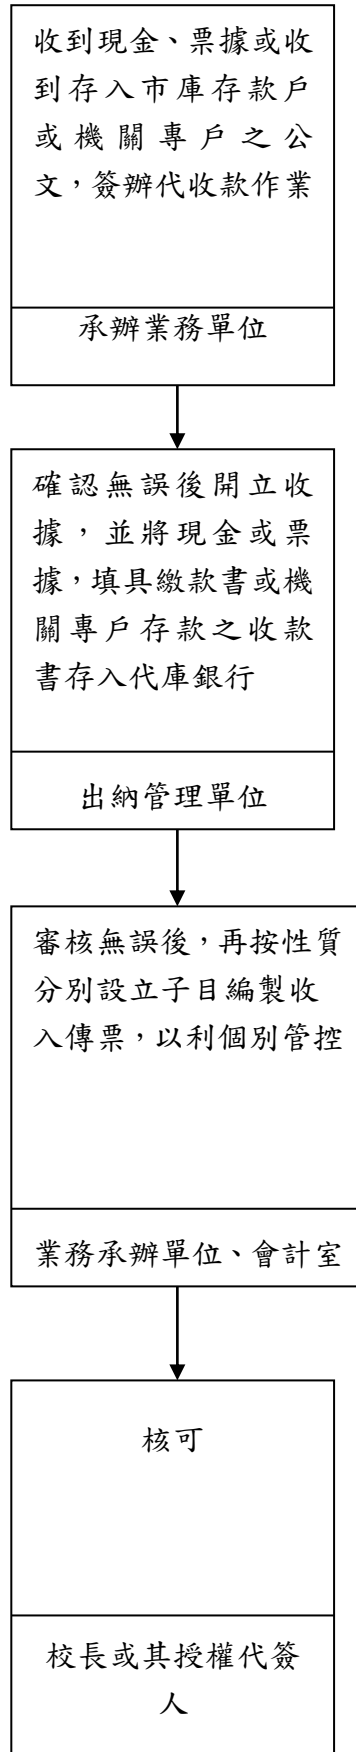 收到現金、票據或收
到存入市庫存款戶
或機關專戶之公
文，簽辦代收款作業
承辦業務單位
確認無誤後開立收
據，並將現金或票
據，填具繳款書或機
關專戶存款之收款
書存入代庫銀行
出納管理單位
審核無誤後，再按性質
分別設立子目編製收
入傳票，以利個別管控
業務承辦單位、會計室
核可
校長或其授權代簽
人